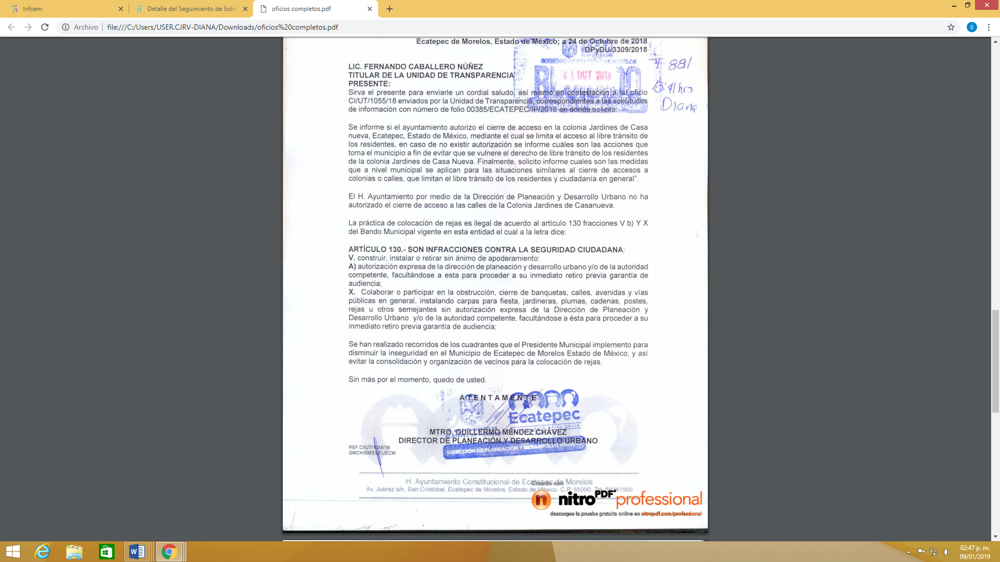 Infoem
Detalle del Seguimiento de Solic
oficios completos.pdf
Archivo
file:///C:/Users/USER.CJRV-DIANA/Downloads/oficios%20completos.pdf
S
Ecatepec de Morelos, Estado de México; a 24 de Octubre de 2018
DPyDU/3309/2018
881
hrs
Diana
OCT 2018
LIC. FERNANDO CABALLERO NÚÑEZ
TITULAR DE LA UNIDAD DE TRANSPARENCIA
PRESENTE:
Sirva el presente para enviarle un cordial saludo, así mismo en contestación a su oficio
CI/UT/1055/18 enviados por la Unidad de Transparencia, correspondientes a las solicitudes
de información con número de folio 00385/ECATEPEC/IP/2018 en donde solicita:
Se informe si el ayuntamiento autorizo el cierre de acceso en la colonia Jardines de Casa
nueva, Ecatepec, Estado de México, mediante el cual se limita el acceso al libre tránsito de
los residentes, en caso de no existir autorización se informe cuáles son las acciones que
toma el municipio a fin de evitar que se vulnere el derecho de libre tránsito de los residentes
de la colonia Jardines de Casa Nueva. Finalmente, solicito informe cuales son las medidas
que a nivel municipal se aplican para las situaciones similares al cierre de accesos a
colonias o calles, que limitan el libre tránsito de los residentes y ciudadanía en general”.
El H. Ayuntamiento por medio de la Dirección de Planeación y Desarrollo Urbano no ha
autorizado el cierre de acceso a las calles de la Colonia Jardines de Casanueva.
La práctica de colocación de rejas es ilegal de acuerdo al artículo 130 fracciones V b) Y X
del Bando Municipal vigente en esta entidad el cual a la letra dice:
ARTÍCULO 130.- SON INFRACCIONES CONTRA LA SEGURIDAD CIUDADANA:
V. construir, instalar o retirar sin ánimo de apoderamiento:
A) autorización expresa de la dirección de planeación y desarrollo urbano y/o de la autoridad
competente, facultándose a esta para proceder a su inmediato retiro previa garantía de
audiencia;
X. Colaborar o participar en la obstrucción, cierre de banquetas, calles, avenidas y vías
públicas en general, instalando carpas para fiesta, jardineras, plumas, cadenas, postes,
rejas u otros semejantes sin autorización expresa de la Dirección de Planeación y
Desarrollo Urbano y/o de la autoridad competente, facultándose a ésta para proceder a su
inmediato retiro previa garantía de audiencia;
Se han realizado recorridos de los cuadrantes que el Presidente Municipal implemento para
disminuir la inseguridad en el Municipio de Ecatepec de Morelos Estado de México, y así
evitar la consolidación y organización de vecinos para la colocación de rejas.
Sin más por el momento, quedo de usted.
ATENTAMENTE
Ecatepec
MTRO. GUILLERMO MÉNDEZ CHÁVEZ
DIRECTOR DE PLANEACIÓN Y DESARROLLO URBANO
DIRECCIÓN DE PLANEACIÓN Y DESARROLLO URBANO
REF:CI/UT/1055/18
GMCH/BMS/LFL/ECM
H. Ayuntamiento Constitucional de Ecatepec de Morelos
Av. Juárez s/n, San Cristóbal, Ecatepec de Morelos, Estado de México. C.P. 55000. Tel. 58361500
Creado con
nitro PDF professional
descargue la prueba gratuita online en nitropdf.com/professional
02:47 p. m.
09/01/2019